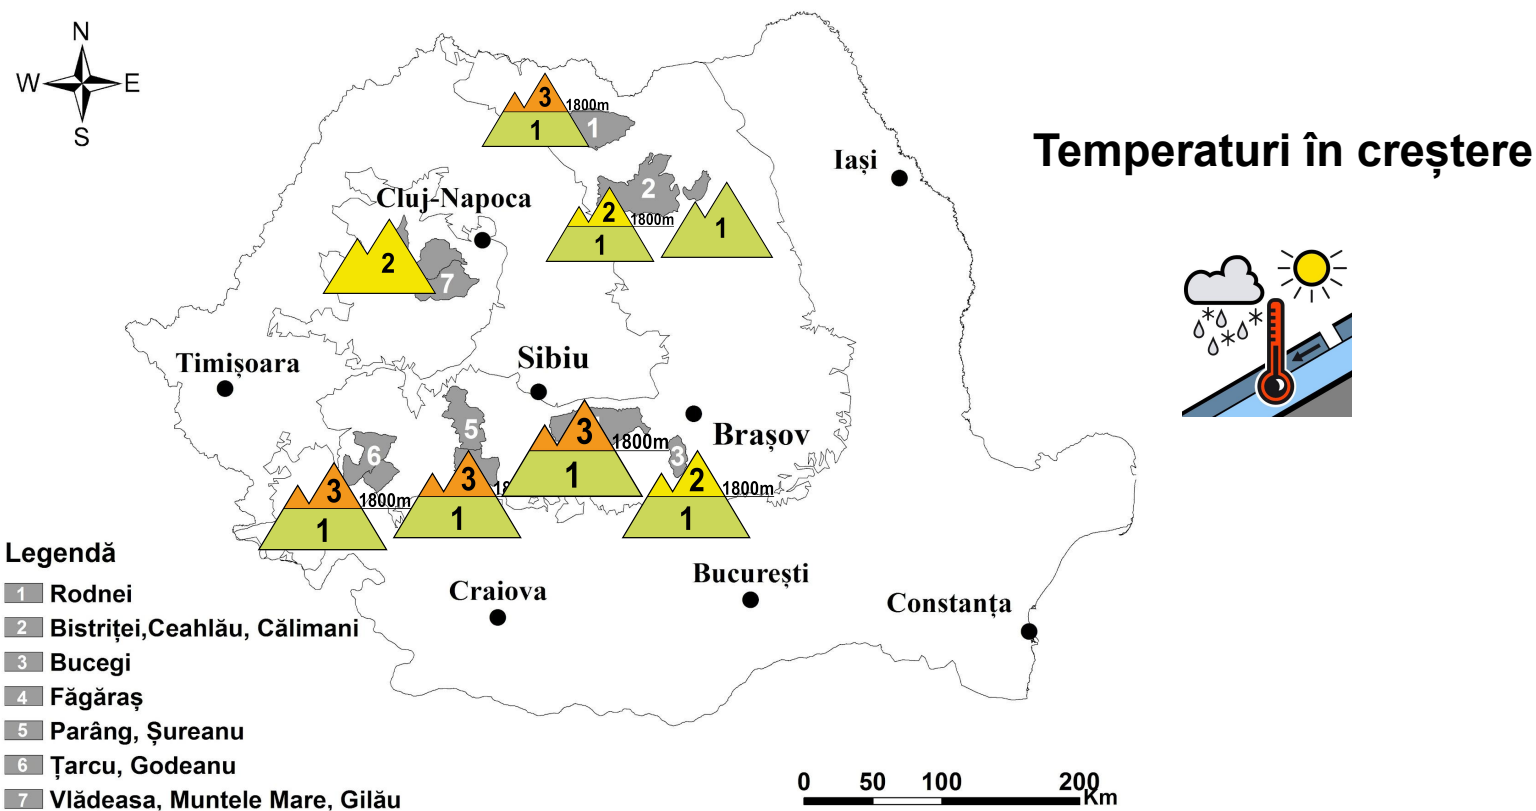 N
W E
S
3
1800m
1
1
Iași
Temperaturi în creștere
Cluj-Napoca
2
2
1800m
1
1
2
7
Timișoara
Sibiu
5
3
1800m
1
Brașov
6
3
3
1800m
1
3
18
1
2
1800m
1
Craiova
București
Constanța
Legendă
1 Rodnei
2 Bistriței,Ceahlău, Călimani
3 Bucegi
4 Făgăraș
5 Parâng, Șureanu
6 Țarcu, Godeanu
7 Vlădeasa, Muntele Mare, Gilău
0 50 100 200
Km